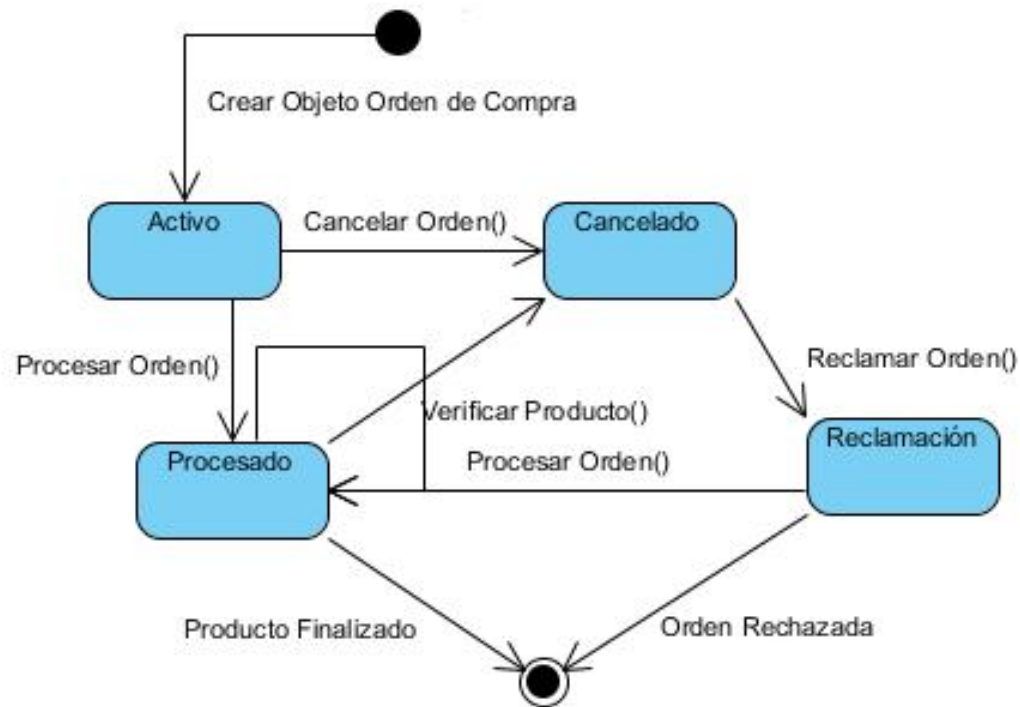 Crear Objeto Orden de Compra
Activo
Cancelar Orden()
Cancelado
Procesar Orden()
Reclamar Orden()
Verificar Producto()
Reclamación
Procesado
Procesar Orden()
Producto Finalizado
Orden Rechazada